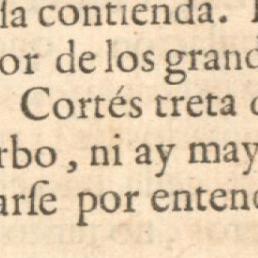 la contienda.
or de los grand
Cortés treta
rbo, ni ay may
arſe por entend